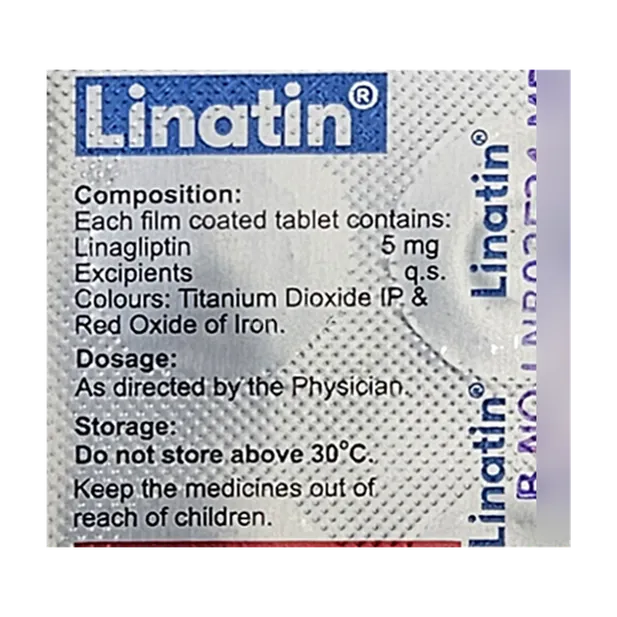 Linatin®
Composition:
Each film coated tablet contains:
Linagliptin 5 mg
Excipients q.s.
Colours: Titanium Dioxide IP &
Red Oxide of Iron.
Dosage:
As directed by the Physician.
Storage:
Do not store above 30°C.
Keep the medicines out of
reach of children.
Linatin®
Linatin®
B.NO.